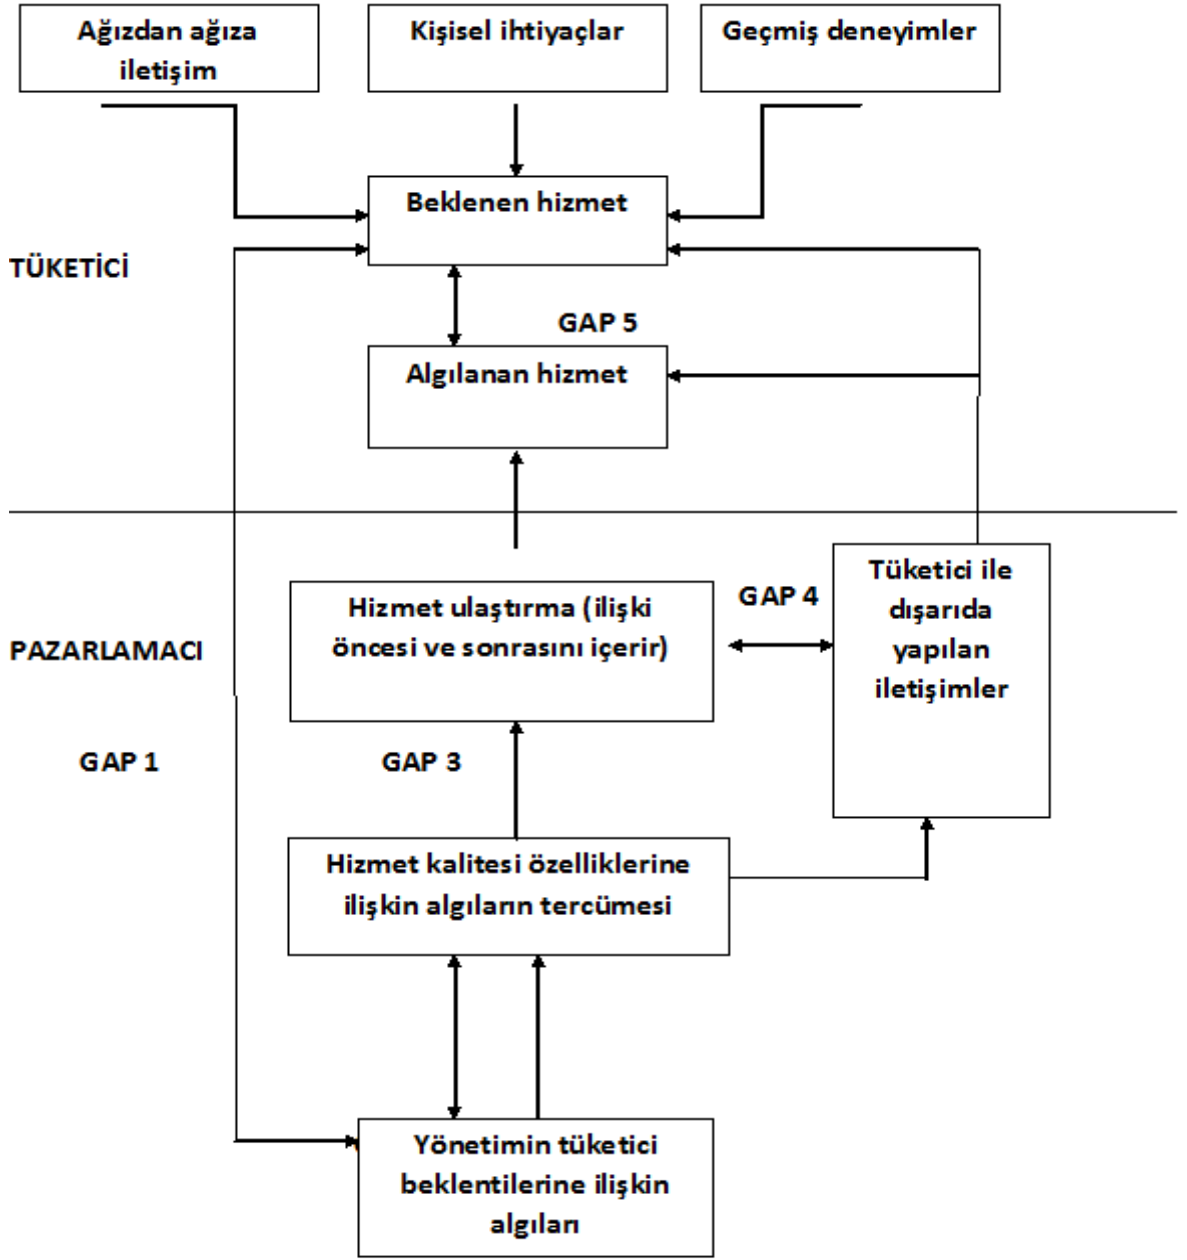 Ağızdan ağıza
iletişim
Kişisel ihtiyaçlar
Geçmiş deneyimler
Beklenen hizmet
TÜKETİCİ
GAP 5
Algılanan hizmet
Tüketici ile
dışarıda
yapılan
iletişimler
GAP 4
Hizmet ulaştırma (ilişki
öncesi ve sonrasını içerir)
PAZARLAMACI
GAP 1
GAP 3
Hizmet kalitesi özelliklerine
ilişkin algıların tercümesi
Yönetimin tüketici
beklentilerine ilişkin
algıları